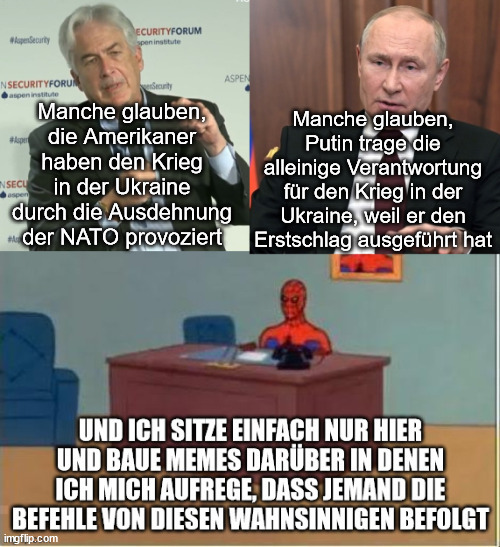 #AspenSecurity
ECURITYFORUM
aspen institute
N SECURITYFORU
aspen institute
ASPEN
Manche glauben,
die Amerikaner
haben den Krieg
in der Ukraine
durch die Ausdehnung
der NATO provoziert
Manche glauben,
Putin trage die
alleinige Verantwortung
für den Krieg in der
Ukraine, weil er den
Erstschlag ausgeführt hat
UND ICH SITZE EINFACH NUR HIER
UND BAUE MEMES DARÜBER IN DENEN
ICH MICH AUFREGE, DASS JEMAND DIE
BEFEHLE VON DIESEN WAHNSINNIGEN BEFOLGT
imgflip.com